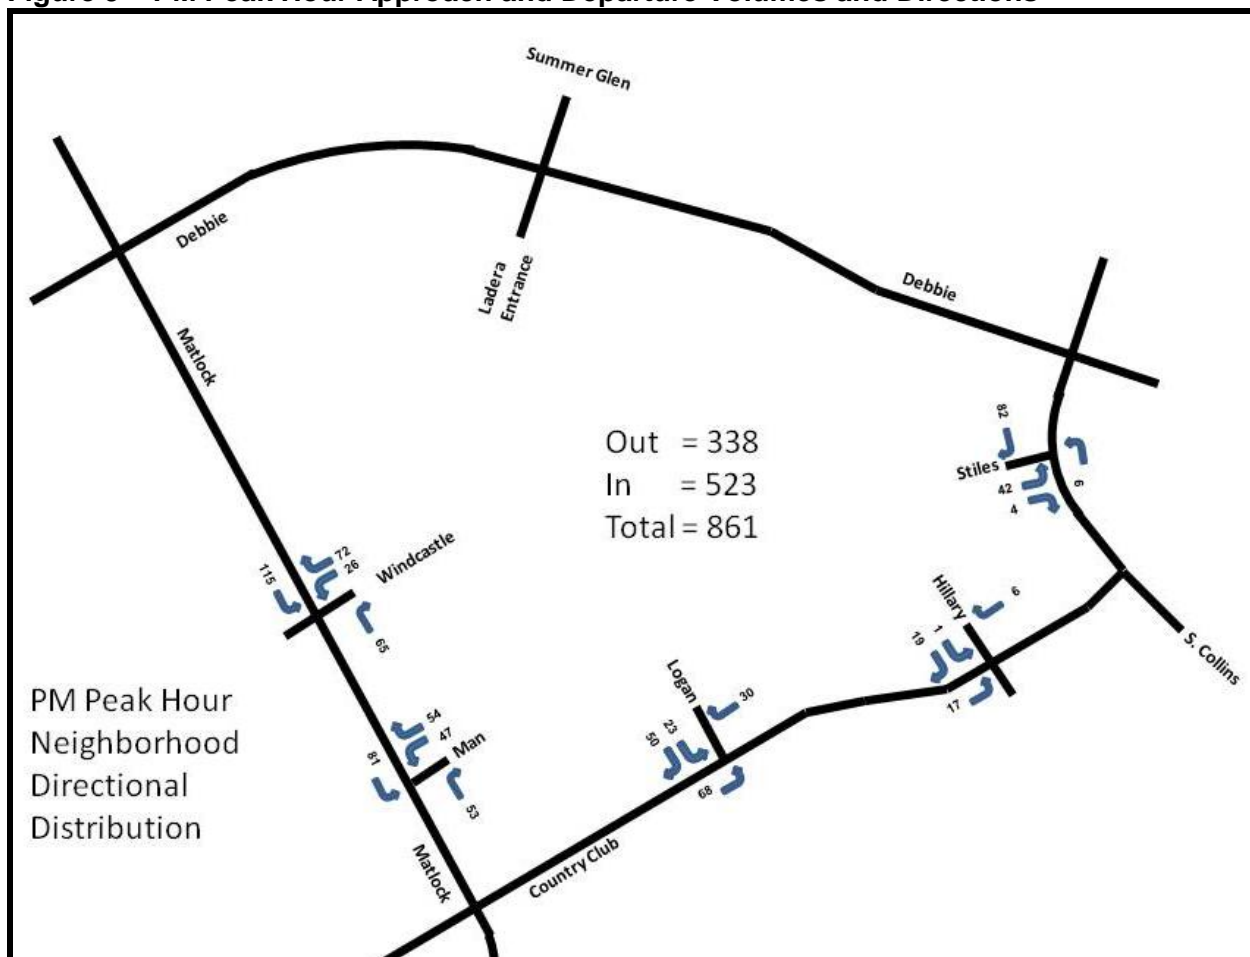 Figure 3 – PM Peak Hour Approach and Departure Volumes and Directions
Summer Glen
Debbie
Ladera
Entrance
Debbie
Matlock
82
Stiles
42
4
6
Out = 338
In = 523
Total = 861
72
26
Windcastle
115
65
Hillary
6
1
19
17
S. Collins
Logan
30
23
50
68
PM Peak Hour
Neighborhood
Directional
Distribution
54
47
Man
81
53
Matlock
Country Club